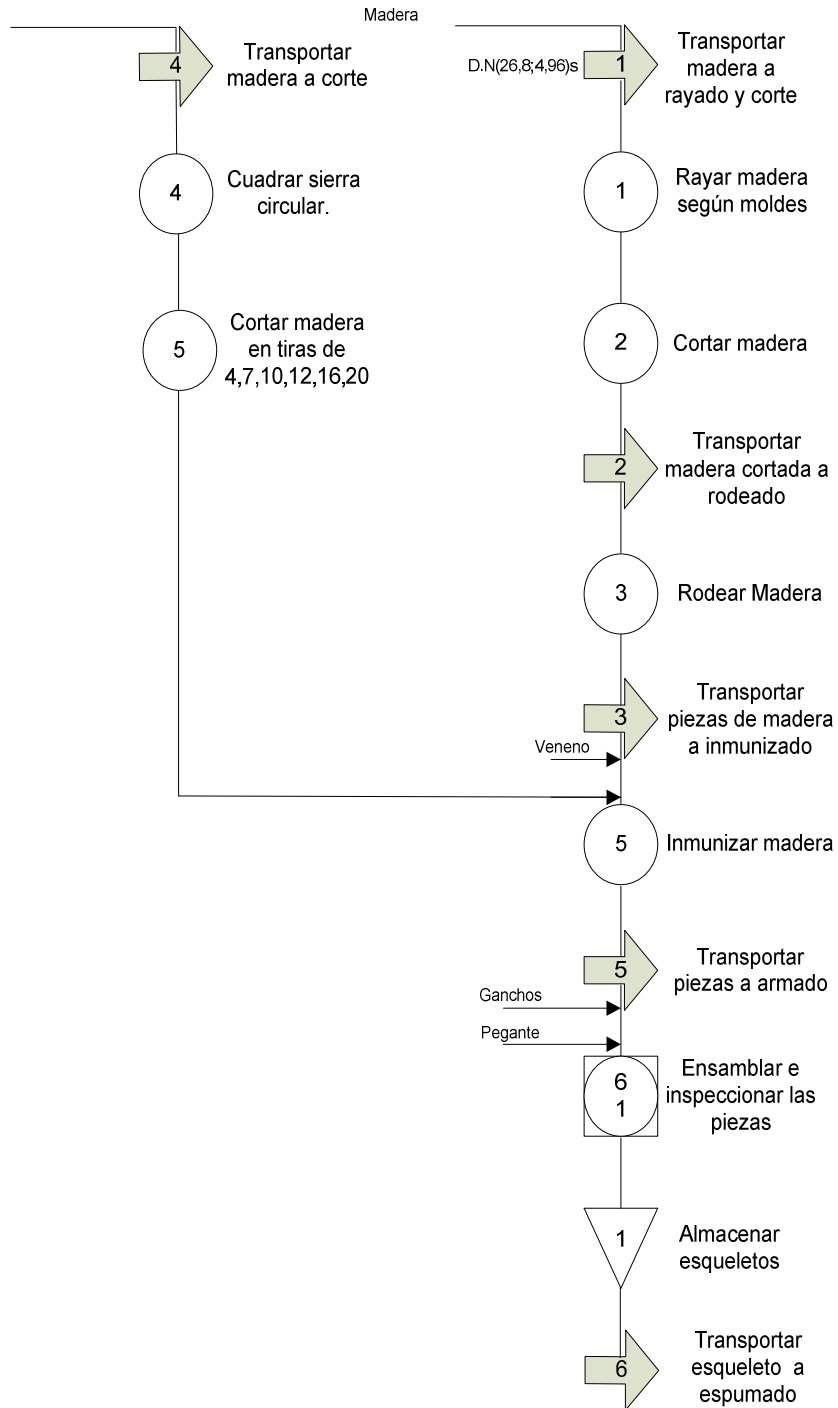 Madera
4
Transportar
madera a corte
4
Cuadrar sierra
circular.
5
Cortar madera
en tiras de
4,7,10,12,16,20
D.N(26,8;4,96)s
1
Transportar
madera a
rayado y corte
1
Rayar madera
según moldes
2
Cortar madera
2
Transportar
madera cortada a
rodeado
3
Rodear Madera
3
Transportar
piezas de madera
a inmunizado
Veneno
5
Inmunizar madera
5
Transportar
piezas a armado
Ganchos
Pegante
6
1
Ensamblar e
inspeccionar las
piezas
1
Almacenar
esqueletos
6
Transportar
esqueleto a
espumado